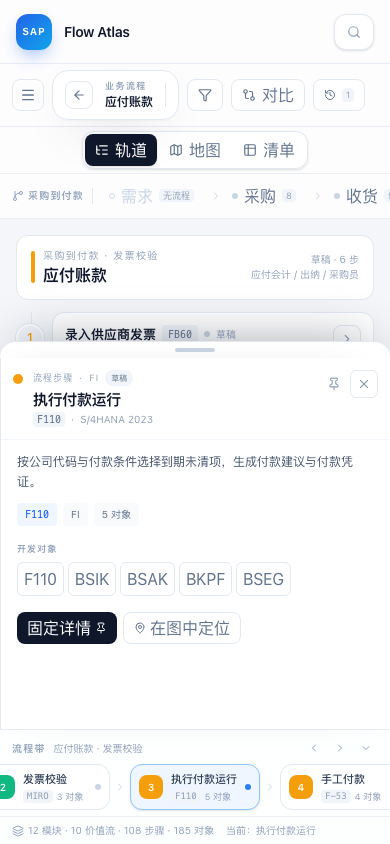 SAP Flow Atlas
业务流程
应付账款
对比 1
轨道 地图 清单
采购到付款 需求 无流程 采购 8 收货
采购到付款 · 发票校验
应付账款
草稿 · 6 步
应付会计 / 出纳 / 采购员
1 录入供应商发票 FB60 草稿
流程步骤 · FI 草稿
执行付款运行
F110 · S/4HANA 2023
按公司代码与付款条件选择到期未清项，生成付款建议与付款凭
证。
F110 FI 5 对象
开发对象
F110 BSIK BSAK BKPF BSEG
固定详情 在图中定位
流程带 应付账款 · 发票校验
2 发票校验 MIRO 3 对象
3 执行付款运行 F110 5 对象
4 手工付款 F-53 4 对象
12 模块 · 10 价值流 · 108 步骤 · 185 对象 当前: 执行付款运行